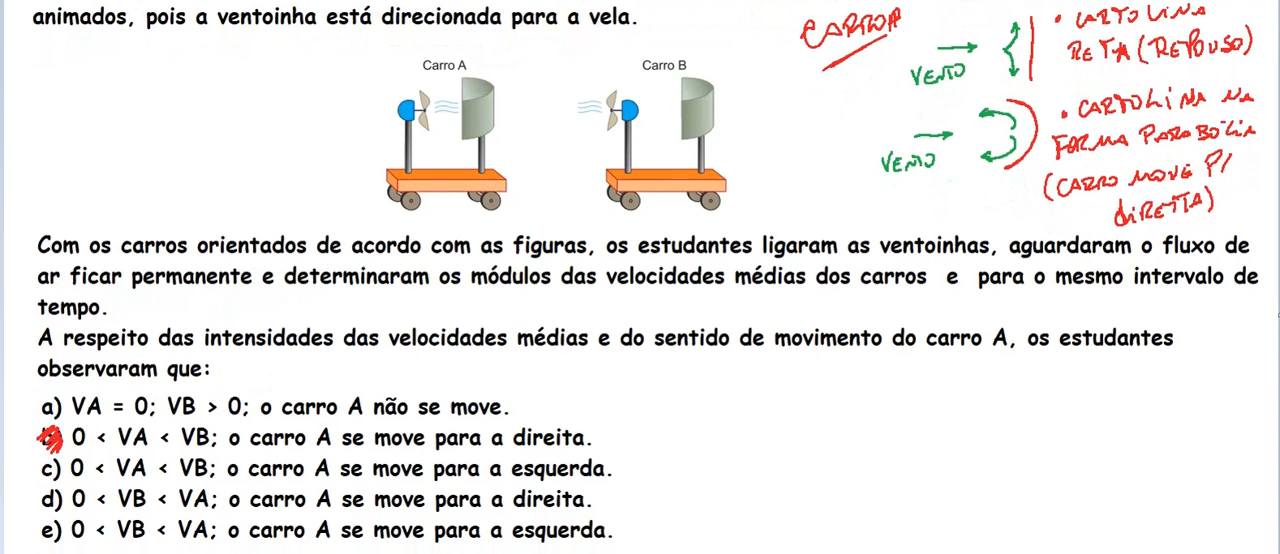 animados, pois a ventoinha está direcionada para a vela.
CARRO A
VENTO
• CARTOLINA
RETA (REPOUSO)
Carro A
Carro B
VENTO
• CARTOLINA NA
FORMA PARABÓLIA
(CARRO MOVE P/
DIREITA)
Com os carros orientados de acordo com as figuras, os estudantes ligaram as ventoinhas, aguardaram o fluxo de
ar ficar permanente e determinaram os módulos das velocidades médias dos carros e para o mesmo intervalo de
tempo.
A respeito das intensidades das velocidades médias e do sentido de movimento do carro A, os estudantes
observaram que:
a) VA = 0; VB > 0; o carro A não se move.
0 < VA < VB; o carro A se move para a direita.
c) 0 < VA < VB; o carro A se move para a esquerda.
d) 0 < VB < VA; o carro A se move para a direita.
e) 0 < VB < VA; o carro A se move para a esquerda.